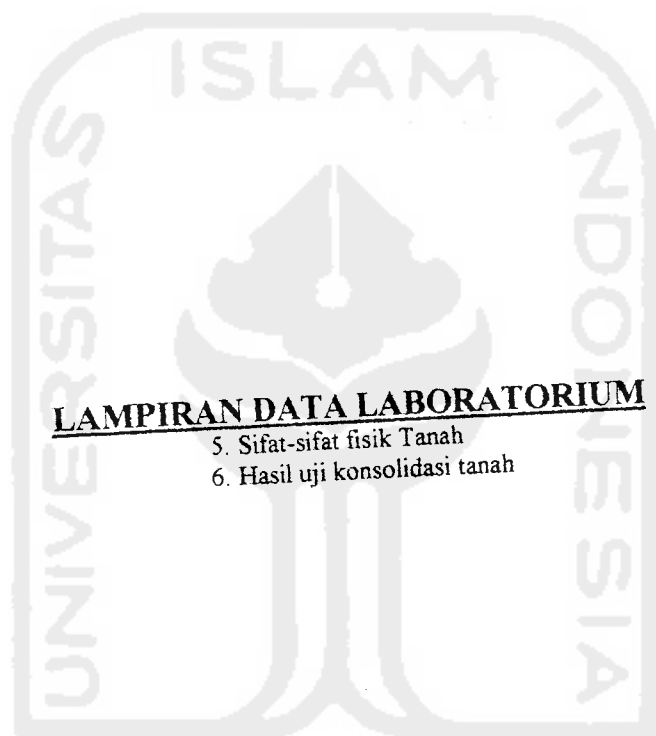 ISLAM
UNIVERSITAS
INDONESIA
LAMPIRAN DATA LABORATORIUM
5. Sifat-sifat fisik Tanah
6. Hasil uji konsolidasi tanah